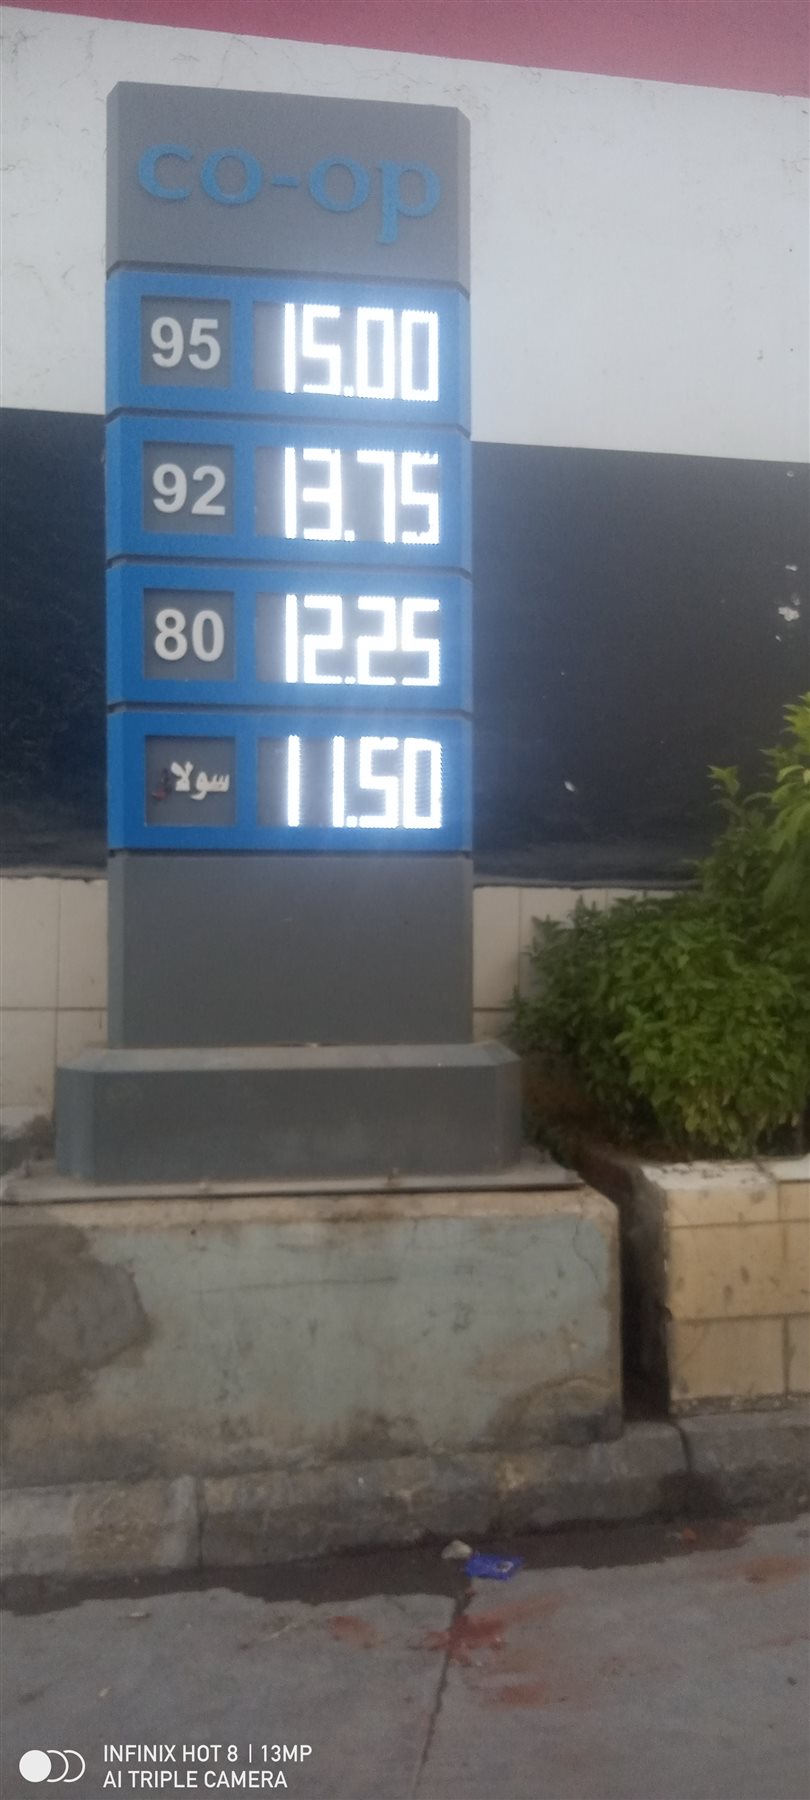 co-op
95 15.00
92 13.75
80 12.25
سولا 11.50
INFINIX HOT 8 | 13MP
AI TRIPLE CAMERA